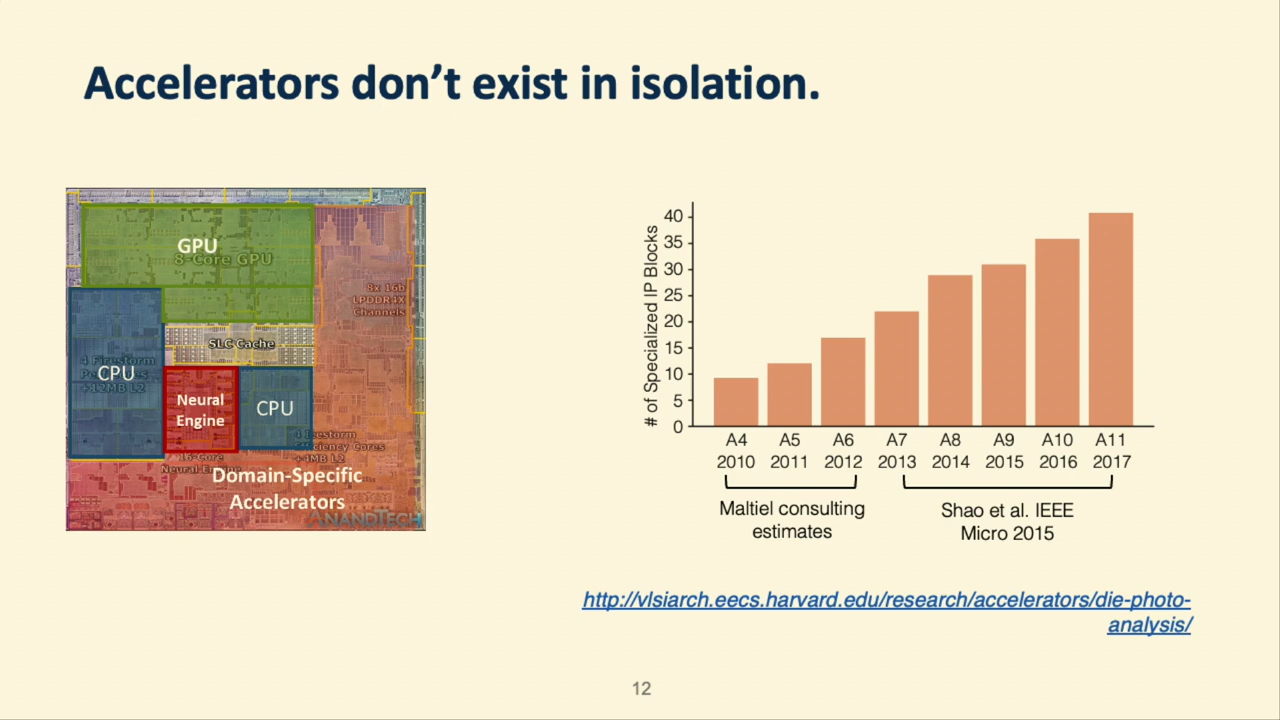 Accelerators don't exist in isolation.
GPU
8-Core GPU
8x 16b
LPDDR4X
Channels
SLC Cache
4 Firestorm
CPU
+12MB L2
Neural
Engine
CPU
4 Icestorm
Efficiency Cores
+4MB L2
16-Core
Neural Engine
Domain-Specific
Accelerators
ANANDTECH
# of Specialized IP Blocks
40
35
30
25
20
15
10
5
0
A4 A5 A6 A7 A8 A9 A10 A11
2010 2011 2012 2013 2014 2015 2016 2017
Maltiel consulting
estimates
Shao et al. IEEE
Micro 2015
http://vlsiarch.eecs.harvard.edu/research/accelerators/die-photo-
analysis/
12